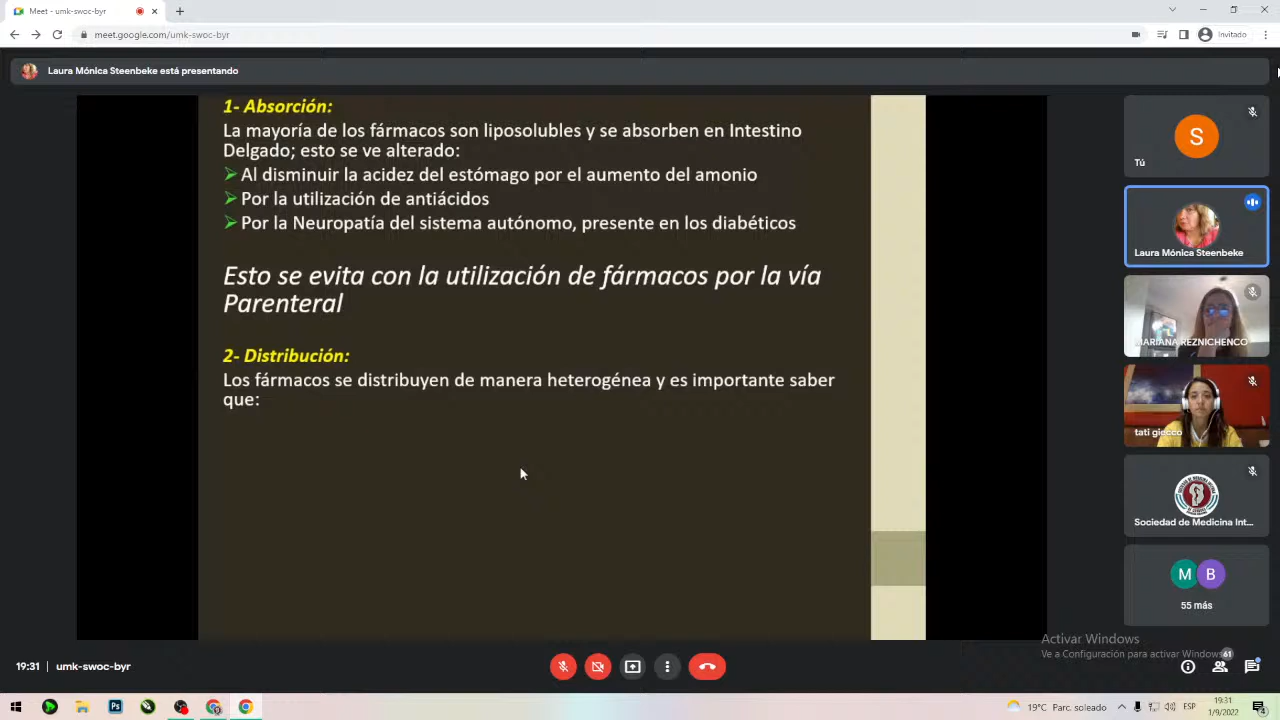 Meet - umk-swoc-byr
meet.google.com/umk-swoc-byr
Invitado
Laura Mónica Steenbeke está presentando
1- Absorción:
La mayoría de los fármacos son liposolubles y se absorben en Intestino
Delgado; esto se ve alterado:
Al disminuir la acidez del estómago por el aumento del amonio
Por la utilización de antiácidos
Por la Neuropatía del sistema autónomo, presente en los diabéticos
Esto se evita con la utilización de fármacos por la vía
Parenteral
2- Distribución:
Los fármacos se distribuyen de manera heterogénea y es importante saber
que:
S
Tú
Laura Mónica Steenbeke
MARIANA REZNICHENCO
tati giecco
Sociedad de Medicina Int...
M B
55 más
Activar Windows
Ve a Configuración para activar Windows.
61
19:31 umk-swoc-byr
Ps
19°C Parc. soleado
ESP
19:31
1/9/2022
4